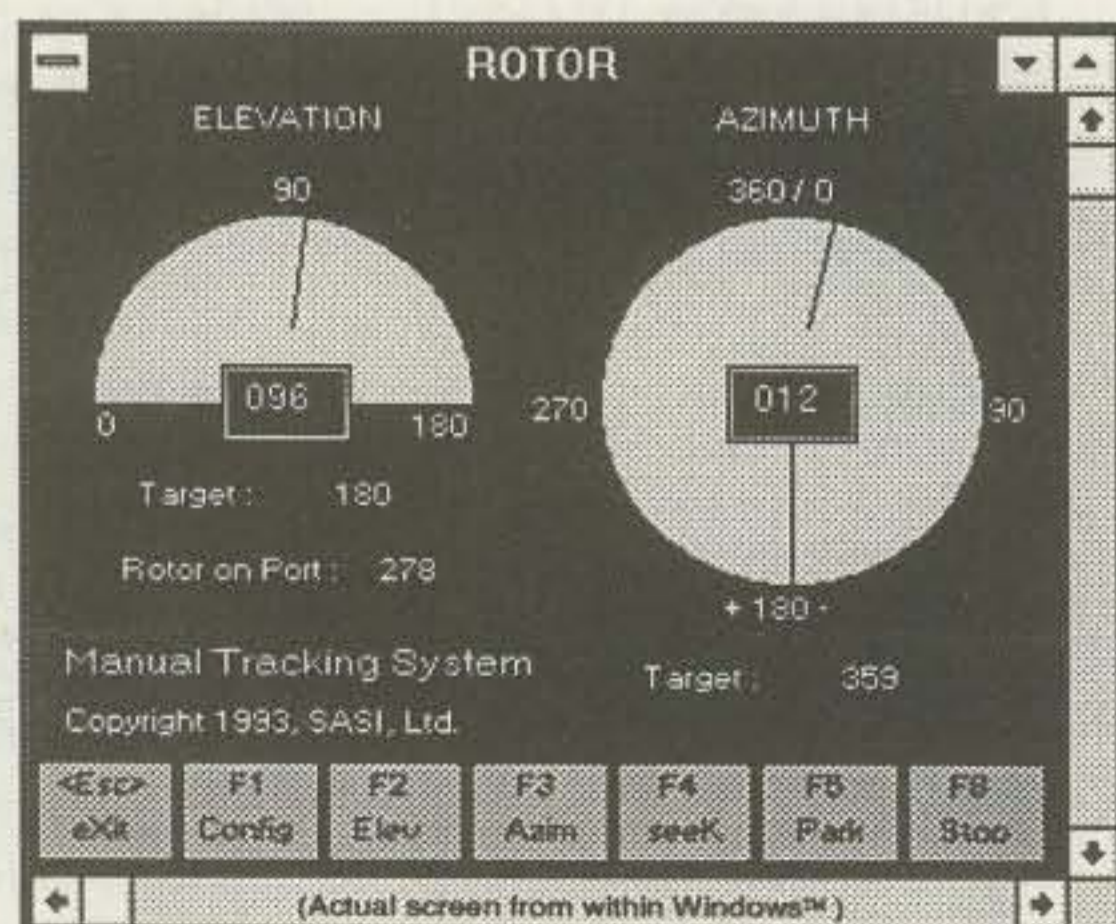 ROTOR
ELEVATION
90
096
0
180
Target : 180
Rotor on Port : 278
AZIMUTH
360 / 0
270
012
90
+ 180 -
Target : 359
Manual Tracking System
Copyright 1993, SASI, Ltd.
<Esc> eXit
F1 Config
F2 Elev
F3 Azim
F4 seeK
F5 Park
F8 Stop
(Actual screen from within Windows™)